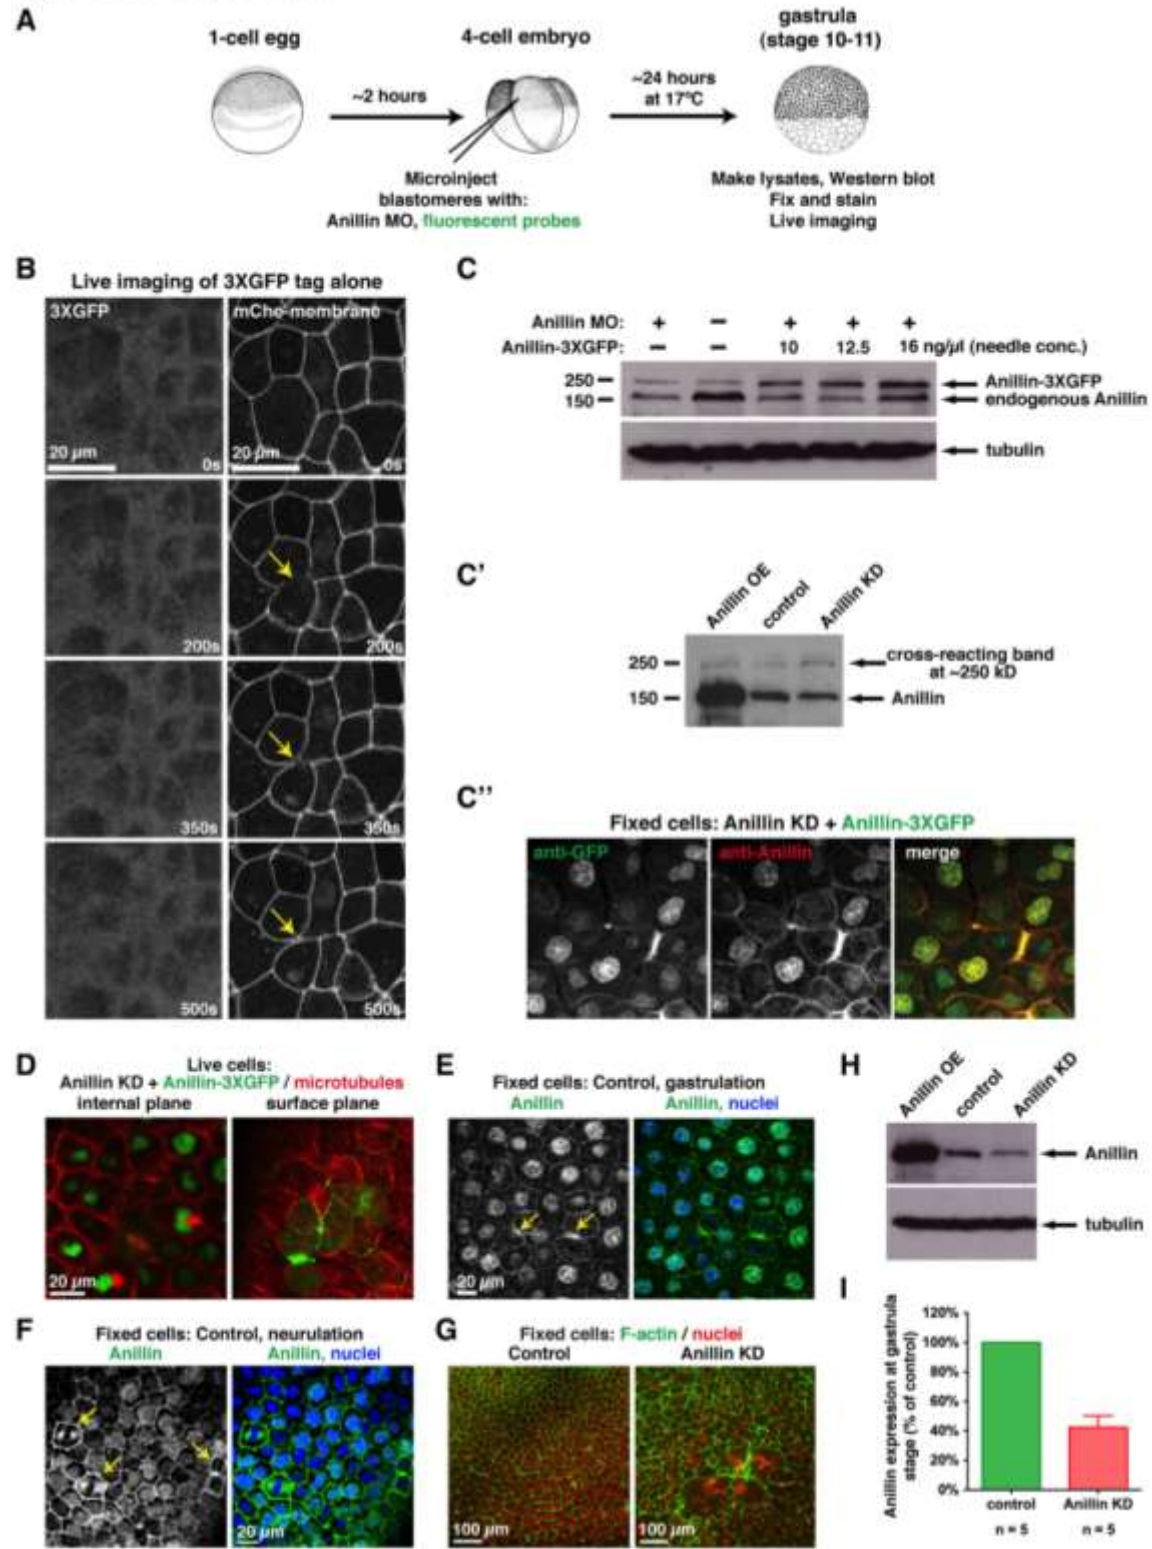 A
1-cell egg
4-cell embryo
gastrula
(stage 10-11)
~2 hours
~24 hours
at 17ºC
Microinject
blastomeres with:
Anillin MO, fluorescent probes
Make lysates, Western blot
Fix and stain
Live imaging
B
Live imaging of 3XGFP tag alone
3XGFP
mChe-membrane
20 µm
0s
20 µm
0s
200s
200s
350s
350s
500s
500s
C
Anillin MO: + – + + +
Anillin-3XGFP: – – 10 12.5 16 ng/µl (needle conc.)
250
150
Anillin-3XGFP
endogenous Anillin
tubulin
C'
Anillin OE
control
Anillin KD
250
150
cross-reacting band
at ~250 kD
Anillin
C''
Fixed cells: Anillin KD + Anillin-3XGFP
anti-GFP
anti-Anillin
merge
D
Live cells:
Anillin KD + Anillin-3XGFP / microtubules
internal plane
surface plane
20 µm
E
Fixed cells: Control, gastrulation
Anillin
Anillin, nuclei
20 µm
F
Fixed cells: Control, neurulation
Anillin
Anillin, nuclei
20 µm
G
Fixed cells: F-actin / nuclei
Control
Anillin KD
100 µm
100 µm
H
Anillin OE
control
Anillin KD
Anillin
tubulin
I
Anillin expression at gastrula
stage (% of control)
120%
100%
80%
60%
40%
20%
0%
control
Anillin KD
n = 5
n = 5